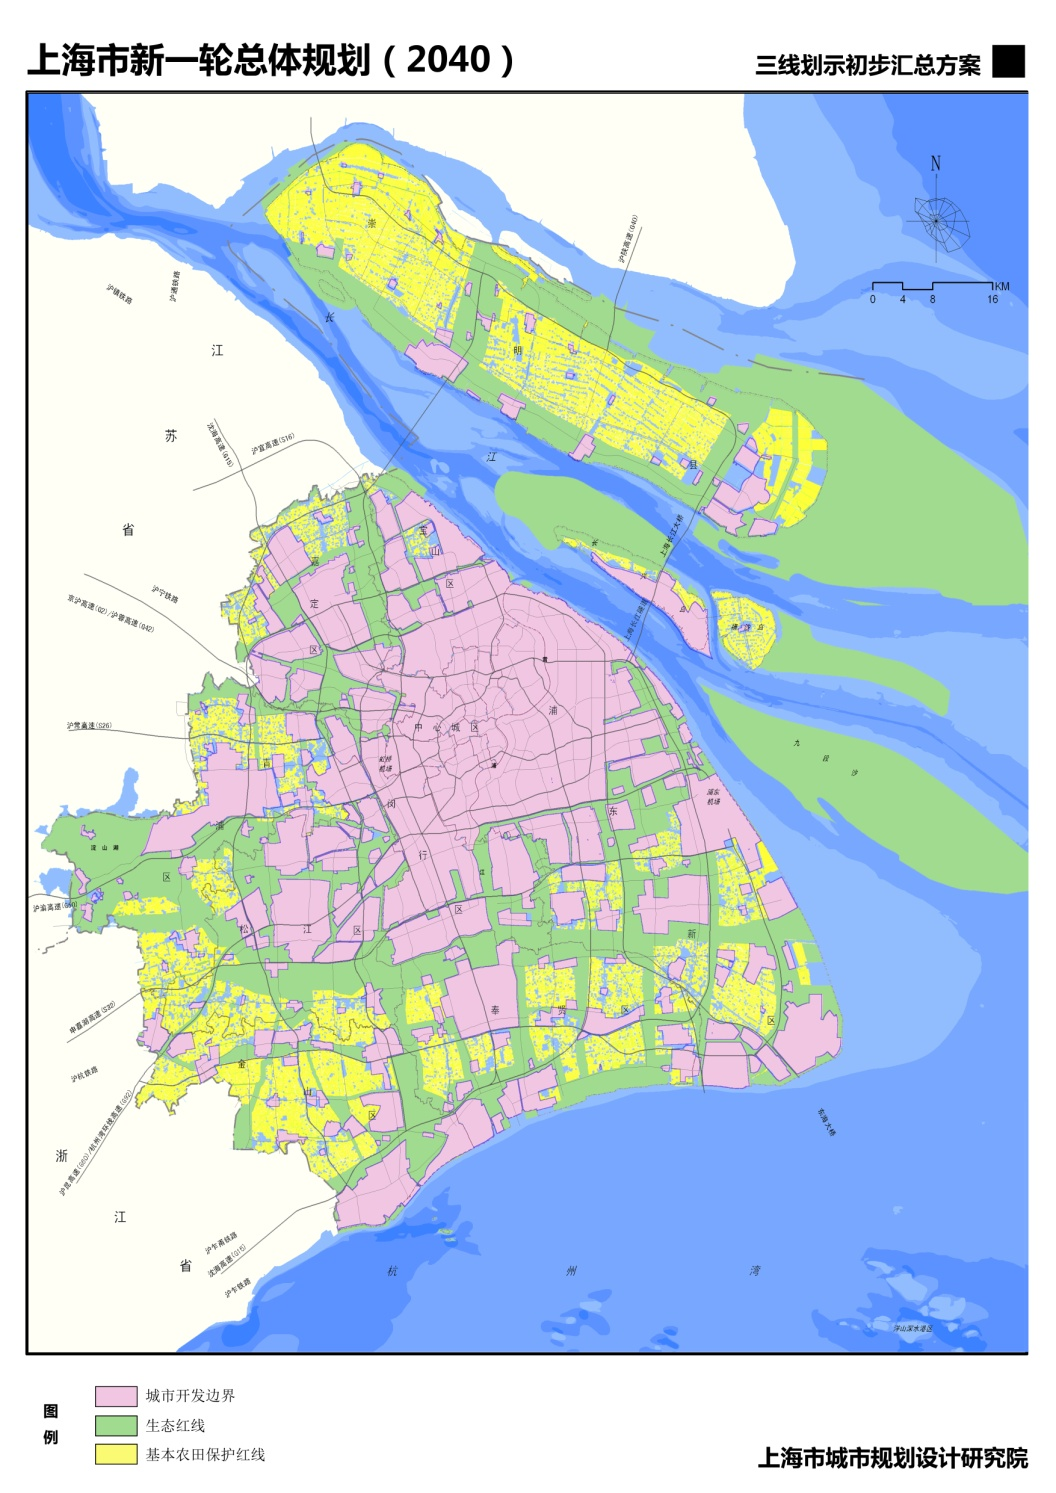 上海市新一轮总体规划（2040）
三线划示初步汇总方案
N
KM
0 4 8 16
沪陕高速(G40)
沪通铁路
崇
长
江
明
苏
沈海高速(G15)
沪宜高速(S16)
江
县
省
宝
山
上海长江大桥
长
嘉
区
兴
沪宁铁路
定
岛
京沪高速(G2)/沪蓉高速(G42)
横 沙 岛
区
浦
沪常高速(S26)
中 心 城 区
九
段
沙
青
虹桥
机场
浦东
机场
闵
东
浦
淀 山 湖
行
区
江
沪渝高速(G50)
区
松 江 区
新
奉 贤 区
区
申嘉湖高速(S32)
金
沪杭铁路
山
区
沪昆高速(G60)/杭州湾环线高速(G92)
东海大桥
浙
江
沪乍甬铁路
省
沈海高速(G15)
杭 州 湾
沪乍铁路
洋山深水港区
图
例
城市开发边界
生态红线
基本农田保护红线
上海市城市规划设计研究院